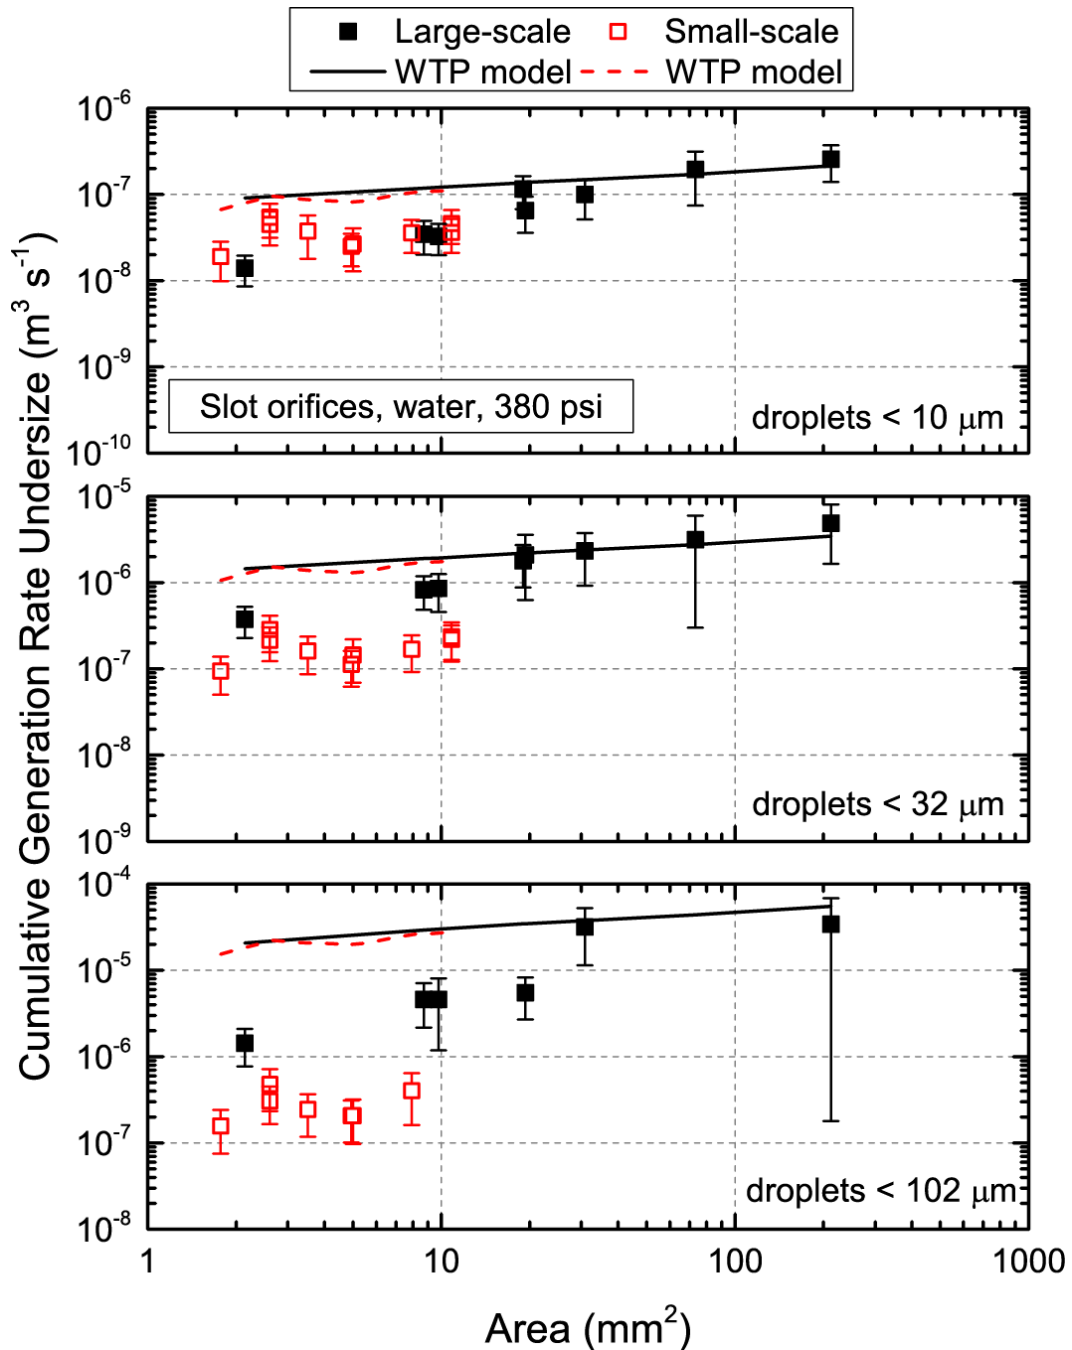 Large-scale Small-scale
WTP model WTP model
10⁻⁶
10⁻⁷
10⁻⁸
10⁻⁹
10⁻¹⁰
Slot orifices, water, 380 psi
droplets < 10 μm
10⁻⁵
10⁻⁶
10⁻⁷
10⁻⁸
10⁻⁹
droplets < 32 μm
10⁻⁴
10⁻⁵
10⁻⁶
10⁻⁷
10⁻⁸
droplets < 102 μm
1 10 100 1000
Area (mm²)
Cumulative Generation Rate Undersize (m³ s⁻¹)